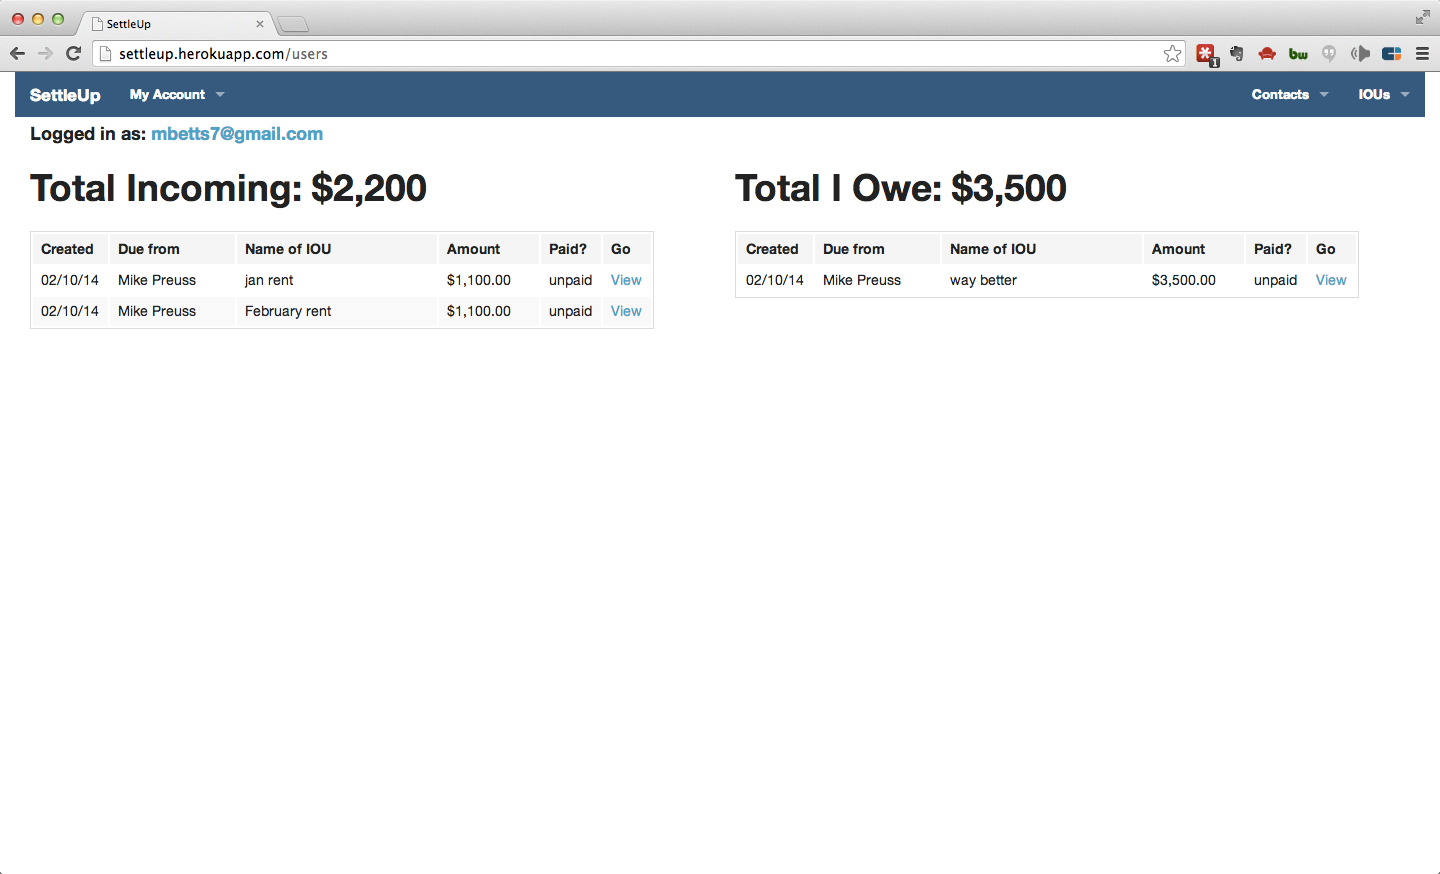 SettleUp
settleup.herokuapp.com/users
1
bw
SettleUp My Account Contacts IOUs
Logged in as: mbetts7@gmail.com
Total Incoming: $2,200
Created Due from Name of IOU Amount Paid? Go
02/10/14 Mike Preuss jan rent $1,100.00 unpaid View
02/10/14 Mike Preuss February rent $1,100.00 unpaid View
Total I Owe: $3,500
Created Due from Name of IOU Amount Paid? Go
02/10/14 Mike Preuss way better $3,500.00 unpaid View